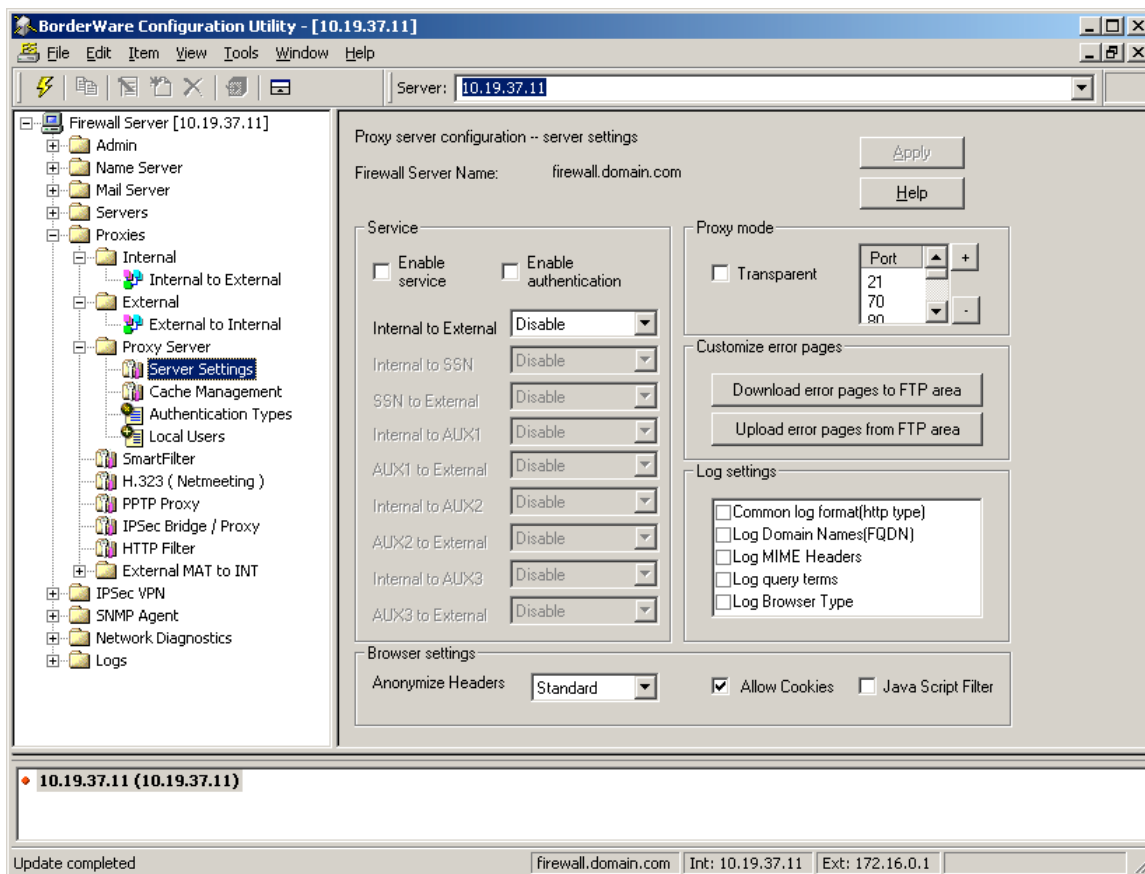 BorderWare Configuration Utility - [10.19.37.11]
File Edit Item View Tools Window Help
Server: 10.19.37.11
Firewall Server [10.19.37.11]
Admin
Name Server
Mail Server
Servers
Proxies
Internal
Internal to External
External
External to Internal
Proxy Server
Server Settings
Cache Management
Authentication Types
Local Users
SmartFilter
H.323 ( Netmeeting )
PPTP Proxy
IPSec Bridge / Proxy
HTTP Filter
External MAT to INT
IPSec VPN
SNMP Agent
Network Diagnostics
Logs
Proxy server configuration -- server settings
Apply
Firewall Server Name: firewall.domain.com
Help
Service
Enable service
Enable authentication
Internal to External Disable
Internal to SSN Disable
SSN to External Disable
Internal to AUX1 Disable
AUX1 to External Disable
Internal to AUX2 Disable
AUX2 to External Disable
Internal to AUX3 Disable
AUX3 to External Disable
Proxy mode
Transparent
Port
+
21
70
80
-
Customize error pages
Download error pages to FTP area
Upload error pages from FTP area
Log settings
Common log format(http type)
Log Domain Names(FQDN)
Log MIME Headers
Log query terms
Log Browser Type
Browser settings
Anonymize Headers Standard
Allow Cookies
Java Script Filter
10.19.37.11 (10.19.37.11)
Update completed
firewall.domain.com
Int: 10.19.37.11
Ext: 172.16.0.1